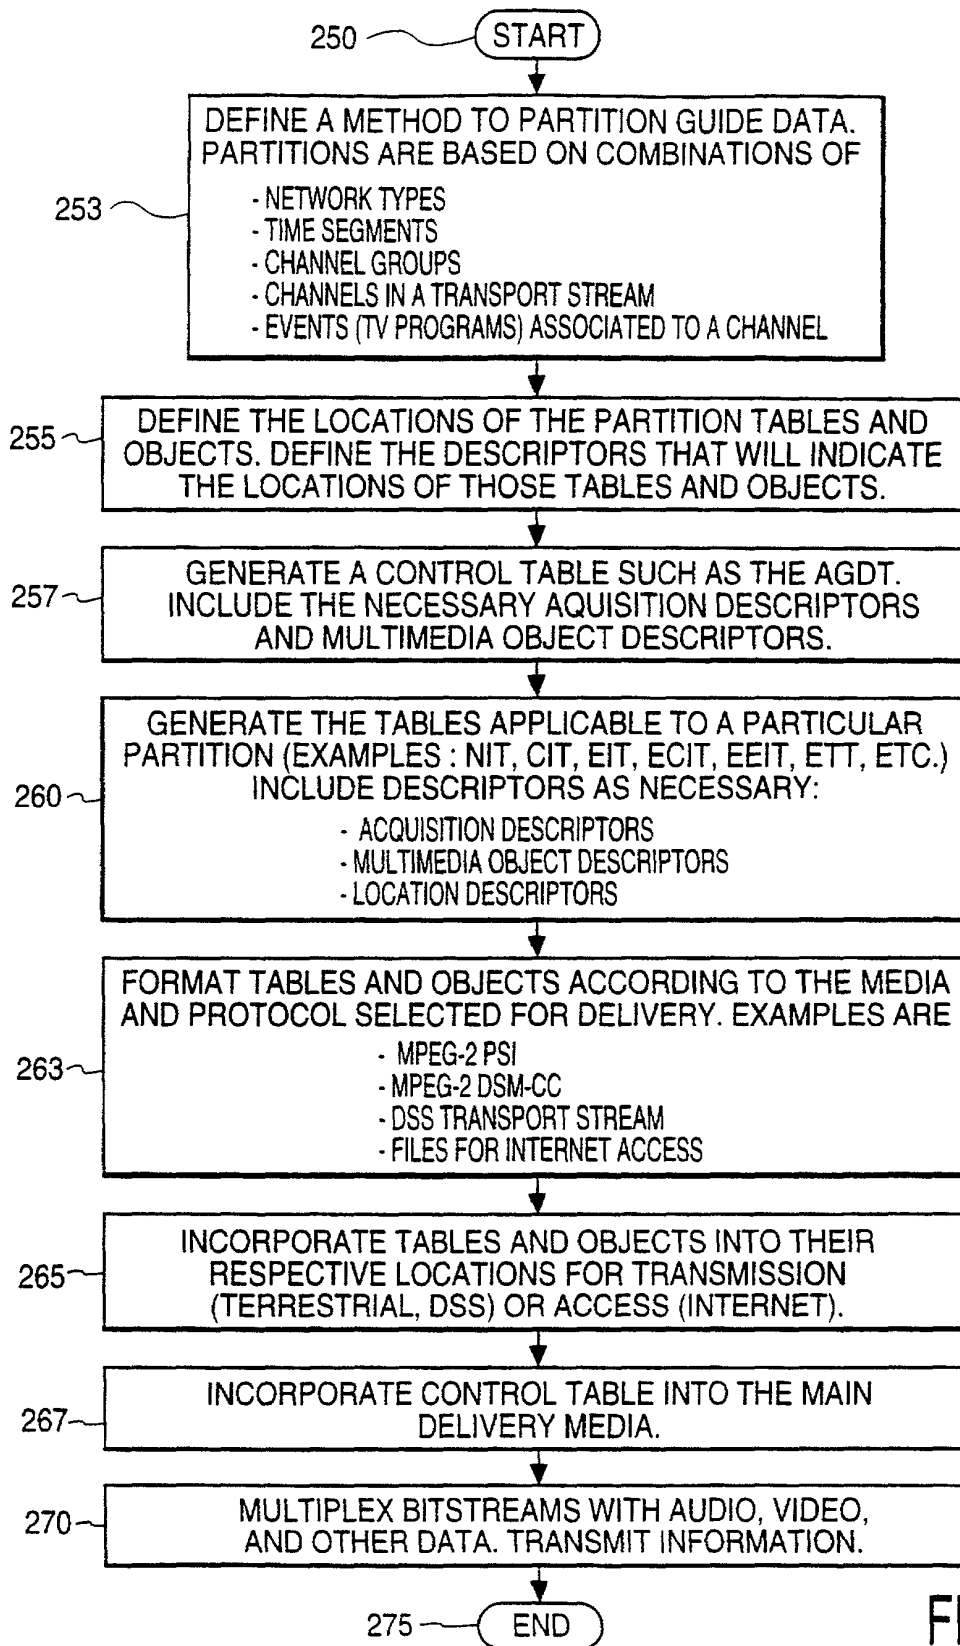 250
START
DEFINE A METHOD TO PARTITION GUIDE DATA.
PARTITIONS ARE BASED ON COMBINATIONS OF
- NETWORK TYPES
- TIME SEGMENTS
- CHANNEL GROUPS
- CHANNELS IN A TRANSPORT STREAM
- EVENTS (TV PROGRAMS) ASSOCIATED TO A CHANNEL
253
DEFINE THE LOCATIONS OF THE PARTITION TABLES AND
OBJECTS. DEFINE THE DESCRIPTORS THAT WILL INDICATE
THE LOCATIONS OF THOSE TABLES AND OBJECTS.
255
GENERATE A CONTROL TABLE SUCH AS THE AGDT.
INCLUDE THE NECESSARY AQUISITION DESCRIPTORS
AND MULTIMEDIA OBJECT DESCRIPTORS.
257
GENERATE THE TABLES APPLICABLE TO A PARTICULAR
PARTITION (EXAMPLES : NIT, CIT, EIT, ECIT, EEIT, ETT, ETC.)
INCLUDE DESCRIPTORS AS NECESSARY:
- ACQUISITION DESCRIPTORS
- MULTIMEDIA OBJECT DESCRIPTORS
- LOCATION DESCRIPTORS
260
FORMAT TABLES AND OBJECTS ACCORDING TO THE MEDIA
AND PROTOCOL SELECTED FOR DELIVERY. EXAMPLES ARE
- MPEG-2 PSI
- MPEG-2 DSM-CC
- DSS TRANSPORT STREAM
- FILES FOR INTERNET ACCESS
263
INCORPORATE TABLES AND OBJECTS INTO THEIR
RESPECTIVE LOCATIONS FOR TRANSMISSION
(TERRESTRIAL, DSS) OR ACCESS (INTERNET).
265
INCORPORATE CONTROL TABLE INTO THE MAIN
DELIVERY MEDIA.
267
MULTIPLEX BITSTREAMS WITH AUDIO, VIDEO,
AND OTHER DATA. TRANSMIT INFORMATION.
270
275
END